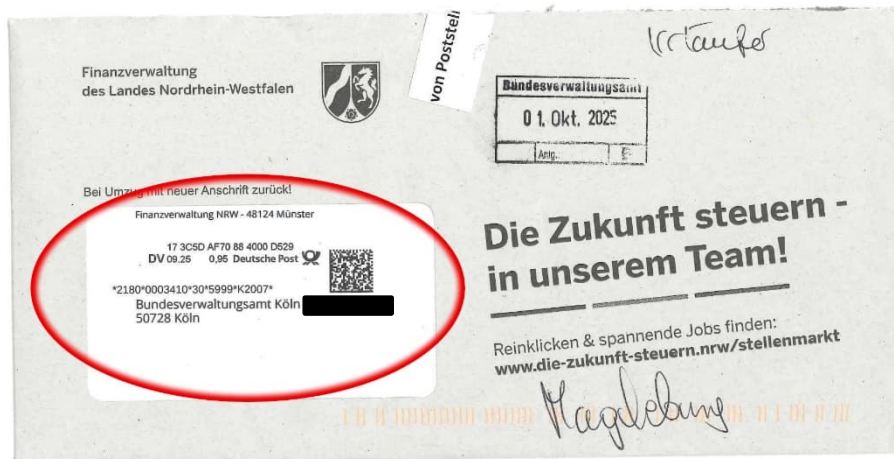 Finanzverwaltung
des Landes Nordrhein-Westfalen
von Poststell
Bundesverwaltungsamt
01. Okt. 2025
Anlg.
Bei Umzug mit neuer Anschrift zurück!
Finanzverwaltung NRW - 48124 Münster
17 3C5D AF70 88 4000 D529
DV 09.25 0,95 Deutsche Post
*2180*0003410*30*5999*K2007*
Bundesverwaltungsamt Köln
50728 Köln
Die Zukunft steuern -
in unserem Team!
Reinklicken & spannende Jobs finden:
www.die-zukunft-steuern.nrw/stellenmarkt
Magdeburg